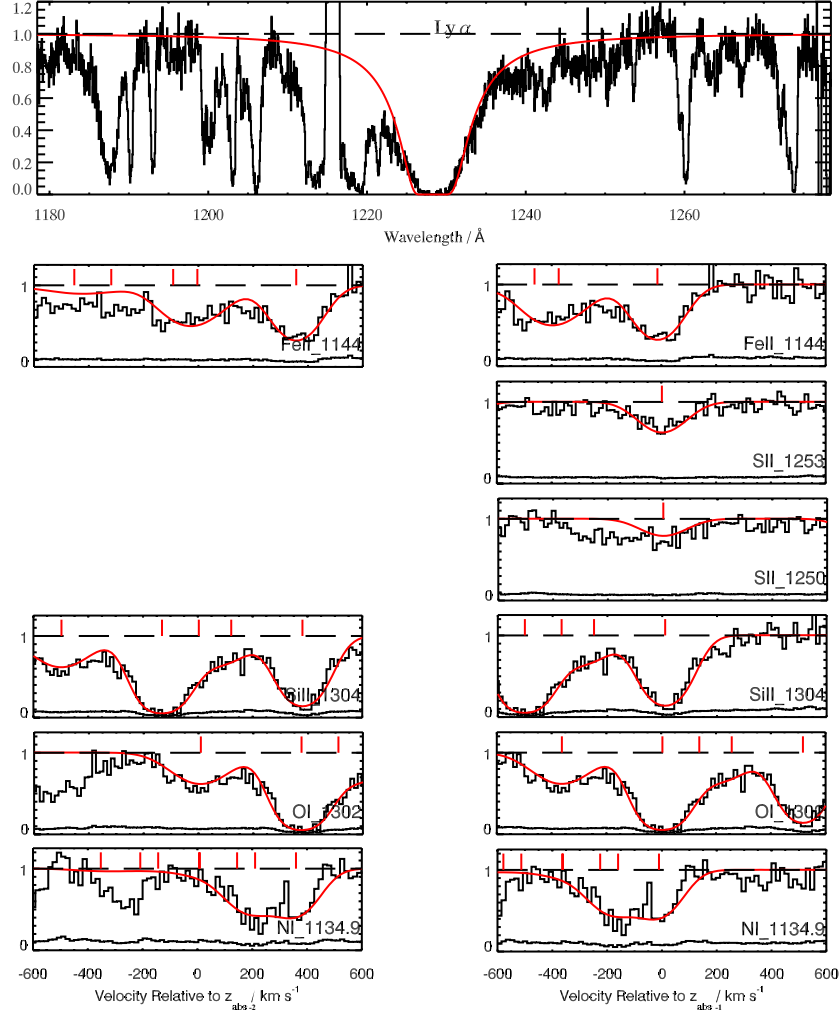 1.2
Ly α
1.0
0.8
0.6
0.4
0.2
0.0
1180 1200 1220 1240 1260
Wavelength / Å
1 FeII_1144 0
1 FeII_1144 0
1 SII_1253 0
1 SII_1250 0
1 SiII_1304 0
1 SiII_1304 0
1 OI_1302 0
1 OI_1302 0
1 NI_1134.9 0
1 NI_1134.9 0
-600 -400 -200 0 200 400 600
-600 -400 -200 0 200 400 600
Velocity Relative to z abs-2 / km s-1
Velocity Relative to z abs-1 / km s-1